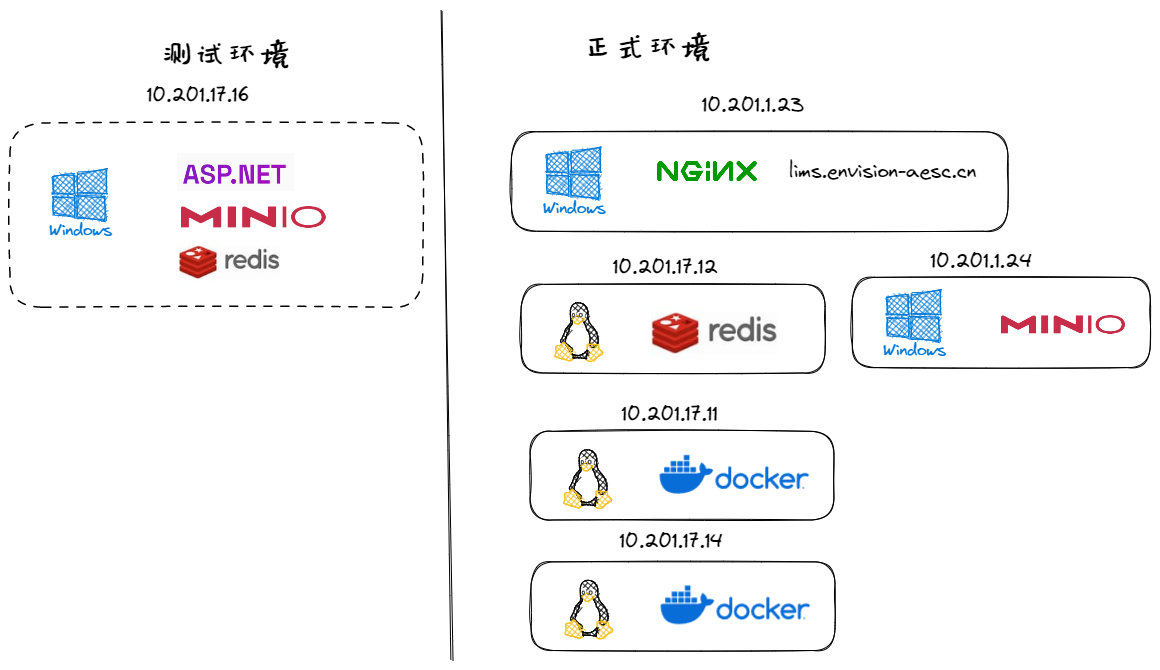 测试环境
10.201.17.16
Windows
ASP.NET
MINIO
redis
正式环境
10.201.1.23
Windows
NGINX
lims.envision-aesc.cn
10.201.17.12
redis
10.201.1.24
Windows
MINIO
10.201.17.11
docker
10.201.17.14
docker